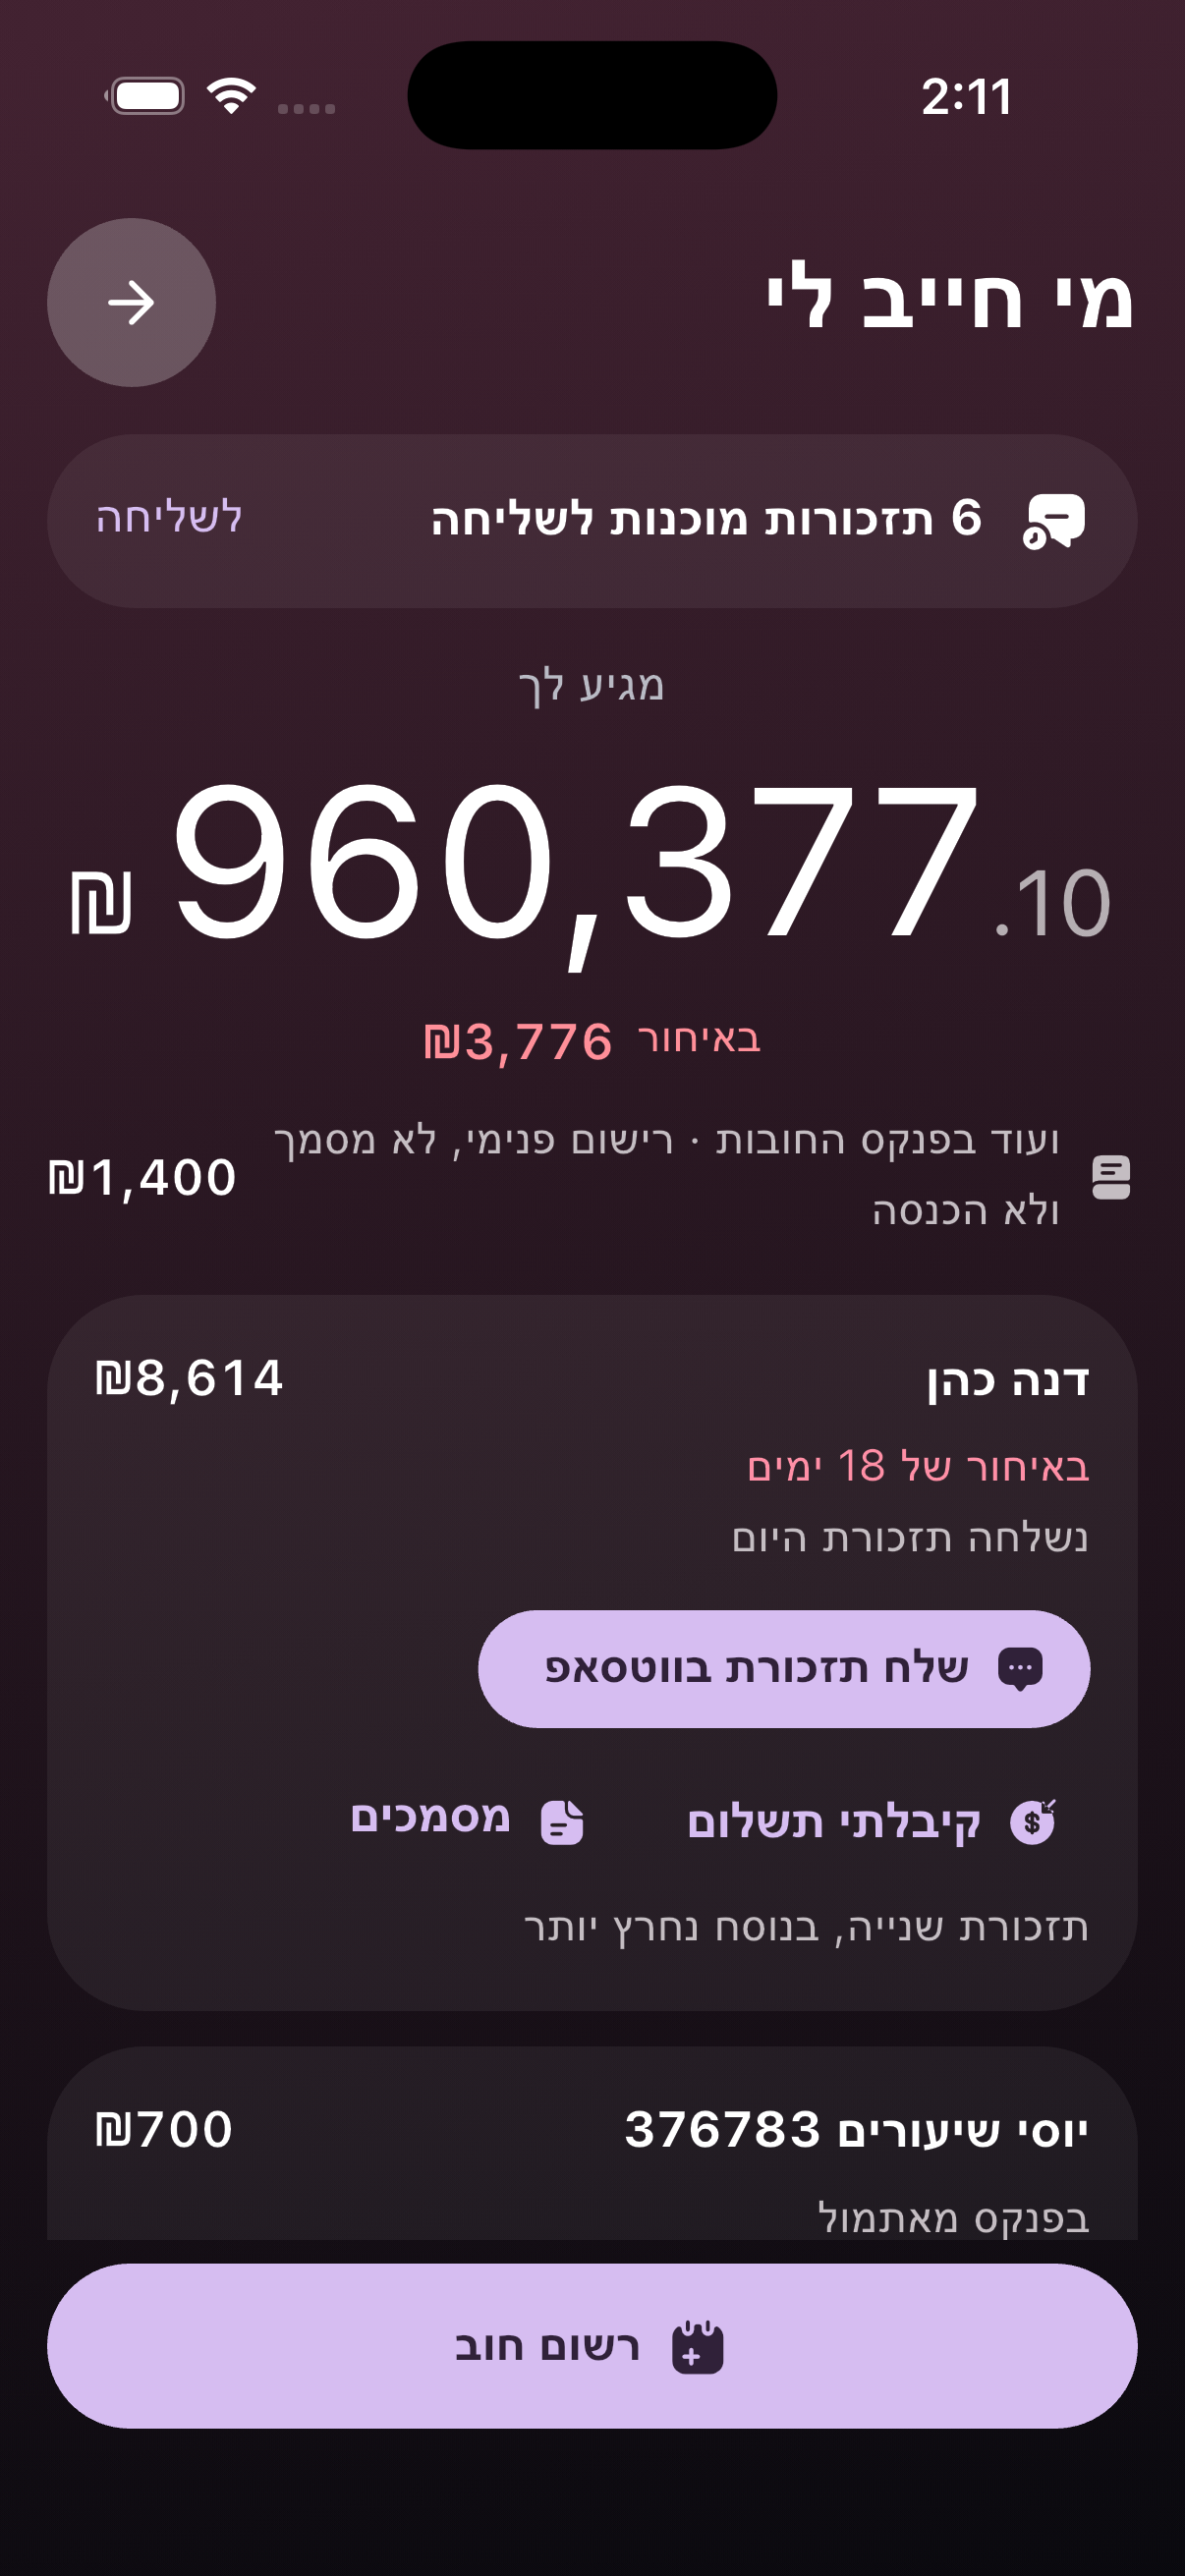 2:11
מי חייב לי
6 תזכורות מוכנות לשליחה
לשליחה
מגיע לך
₪ 960,377.10
באיחור ₪3,776
ועוד בפנקס החובות · רישום פנימי, לא מסמך
ולא הכנסה
₪1,400
דנה כהן
₪8,614
באיחור של 18 ימים
נשלחה תזכורת היום
שלח תזכורת בווטסאפ
קיבלתי תשלום
מסמכים
תזכורת שנייה, בנוסח נחרץ יותר
יוסי שיעורים 376783
₪700
בפנקס מאתמול
רשום חוב